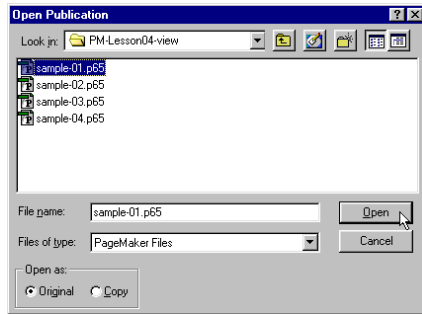 Open Publication
Look in: PM-Lesson04-view
sample-01.p65
sample-02.p65
sample-03.p65
sample-04.p65
File name: sample-01.p65 Open
Files of type: PageMaker Files Cancel
Open as:
Original Copy